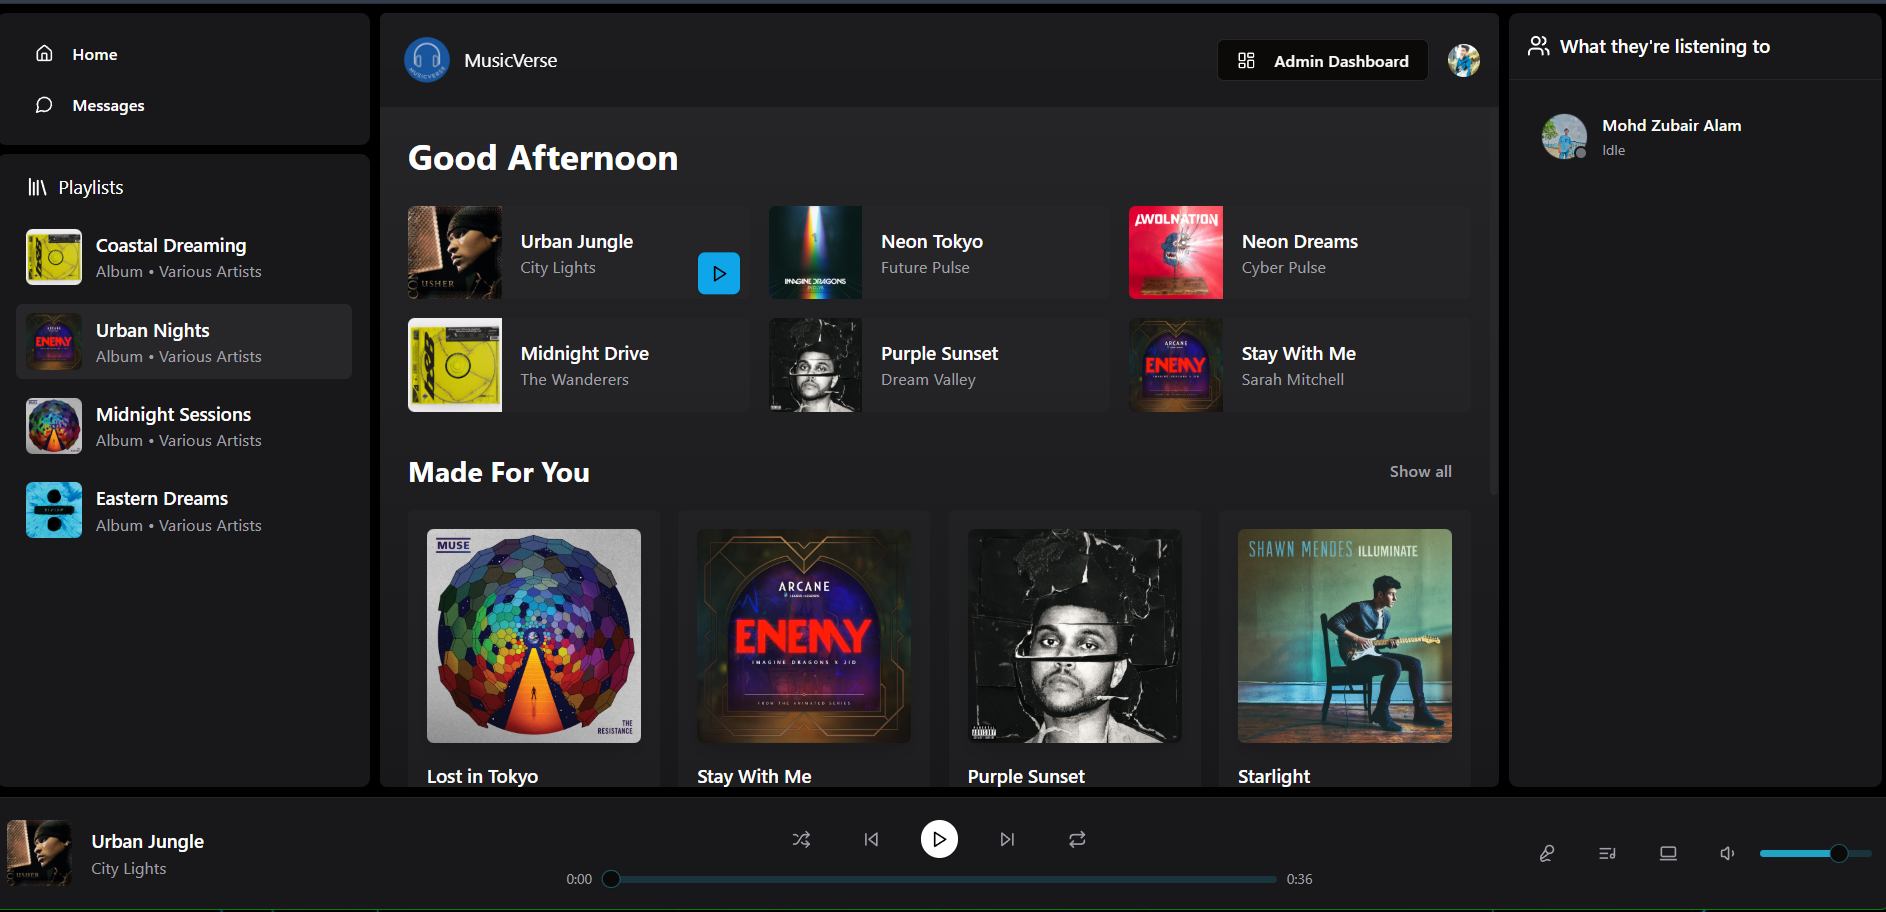 Home
Messages
Playlists
Coastal Dreaming
Album • Various Artists
Urban Nights
Album • Various Artists
Midnight Sessions
Album • Various Artists
Eastern Dreams
Album • Various Artists
MUSICVERSE
MusicVerse
Admin Dashboard
Good Afternoon
USHER
Urban Jungle
City Lights
IMAGINE DRAGONS
Neon Tokyo
Future Pulse
AWOLNATION
Neon Dreams
Cyber Pulse
Midnight Drive
The Wanderers
Purple Sunset
Dream Valley
ARCANE
ENEMY
Stay With Me
Sarah Mitchell
Made For You
Show all
MUSE
THE
RESISTANCE
Lost in Tokyo
ARCANE
ENEMY
IMAGINE DRAGONS X JID
FROM THE ANIMATED SERIES
Stay With Me
Purple Sunset
SHAWN MENDES ILLUMINATE
Starlight
What they're listening to
Mohd Zubair Alam
Idle
Urban Jungle
City Lights
0:00
0:36